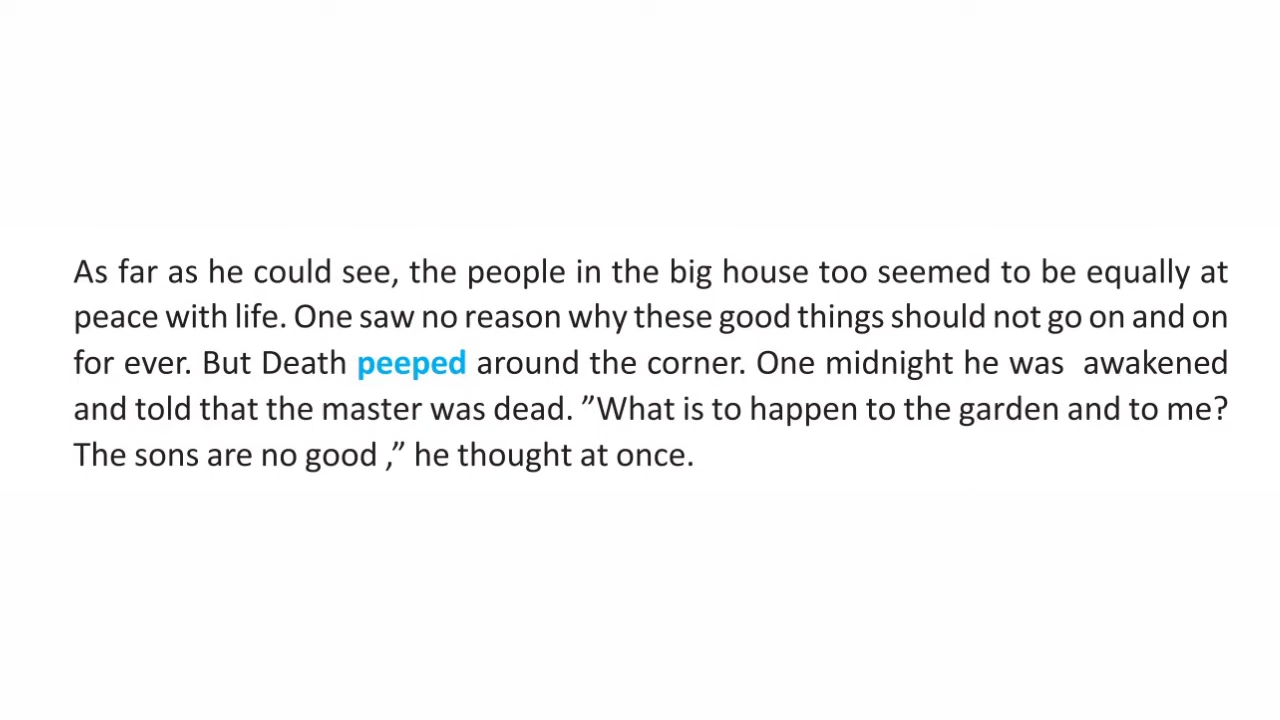 As far as he could see, the people in the big house too seemed to be equally at
peace with life. One saw no reason why these good things should not go on and on
for ever. But Death peeped around the corner. One midnight he was  awakened
and told that the master was dead. ”What is to happen to the garden and to me?
The sons are no good ,” he thought at once.